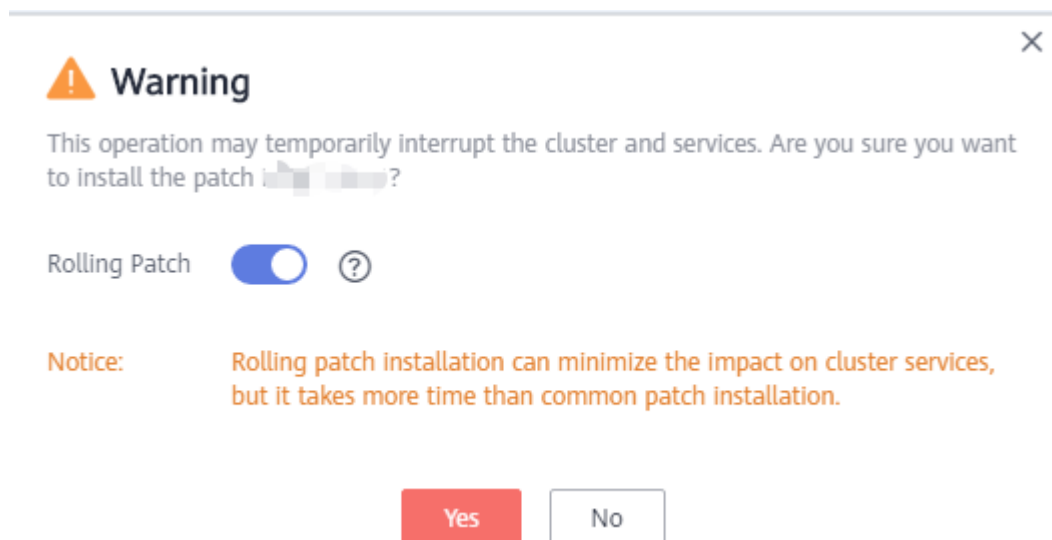 Warning
This operation may temporarily interrupt the cluster and services. Are you sure you want
to install the patch ?
Rolling Patch
Notice: Rolling patch installation can minimize the impact on cluster services,
but it takes more time than common patch installation.
Yes No